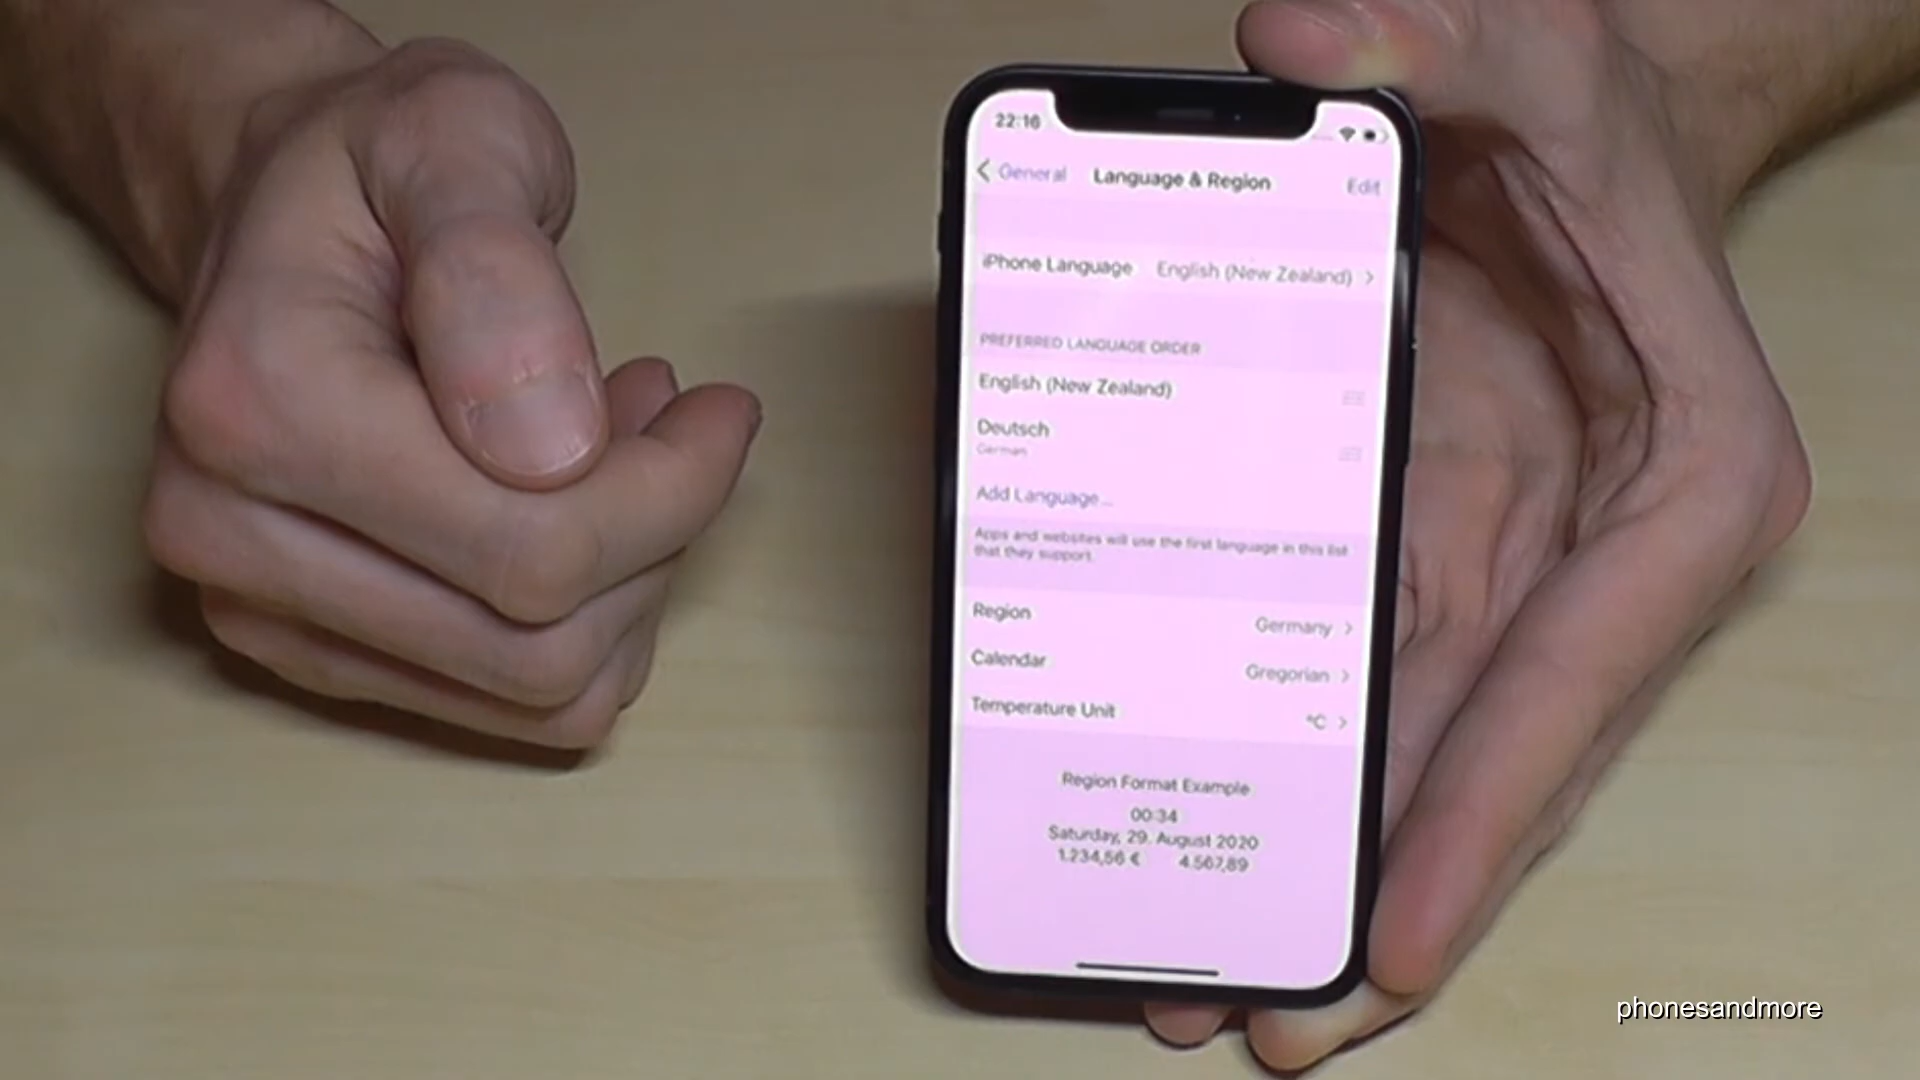 22:16
General Language & Region Edit
iPhone Language English (New Zealand)
PREFERRED LANGUAGE ORDER
English (New Zealand)
Deutsch
German
Add Language...
Apps and websites will use the first language in this list
that they support.
Region Germany
Calendar Gregorian
Temperature Unit °C
Region Format Example
00:34
Saturday, 29. August 2020
1.234,56 € 4.567,89
phonesandmore